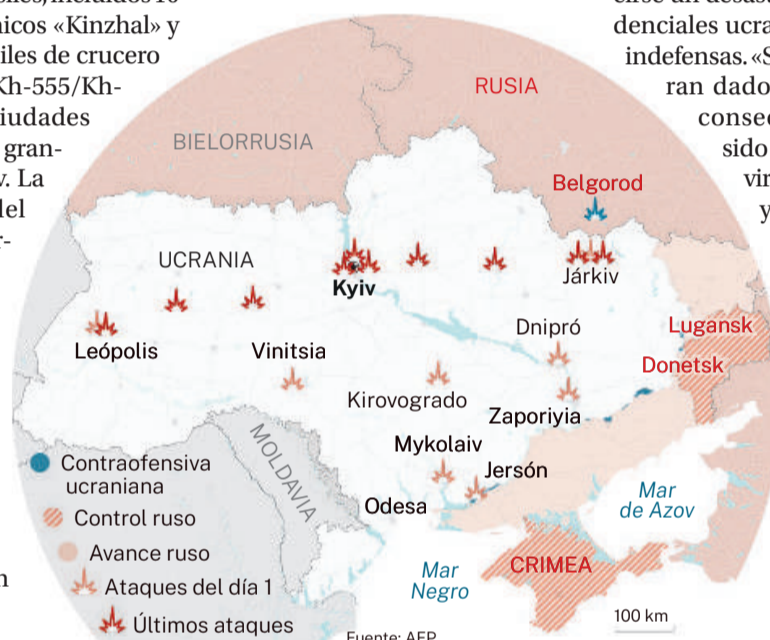 nicos «Kinzhal» y
iles de crucero
Kh-555/Kh-
iudades
gran-
v. La
del
denciales ucra
indefensas. «S
ran dado
consec
sido
vir
y
RUSIA
BIELORRUSIA
Belgorod
UCRANIA
Kyiv
Járkiv
Lugansk
Donetsk
Dnipró
Leópolis
Vinitsia
Kirovogrado
Zaporiyia
Mykolaiv
Jersón
MOLDAVIA
Odesa
Mar
de Azov
Mar
Negro
CRIMEA
Contraofensiva
ucraniana
Control ruso
Avance ruso
Ataques del día 1
Últimos ataques
100 km
Fuente: AFP